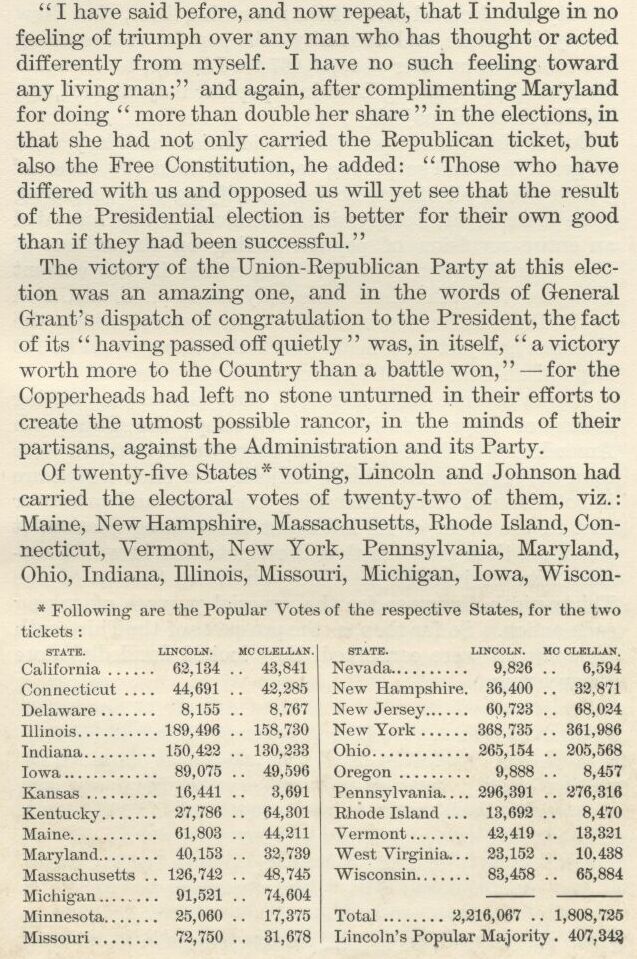 “I have said before, and now repeat, that I indulge in no
feeling of triumph over any man who has thought or acted
differently from myself. I have no such feeling toward
any living man;” and again, after complimenting Maryland
for doing “more than double her share” in the elections, in
that she had not only carried the Republican ticket, but
also the Free Constitution, he added: “Those who have
differed with us and opposed us will yet see that the result
of the Presidential election is better for their own good
than if they had been successful.”
The victory of the Union-Republican Party at this elec-
tion was an amazing one, and in the words of General
Grant's dispatch of congratulation to the President, the fact
of its “having passed off quietly” was, in itself, “a victory
worth more to the Country than a battle won,”—for the
Copperheads had left no stone unturned in their efforts to
create the utmost possible rancor, in the minds of their
partisans, against the Administration and its Party.
Of twenty-five States * voting, Lincoln and Johnson had
carried the electoral votes of twenty-two of them, viz.:
Maine, New Hampshire, Massachusetts, Rhode Island, Con-
necticut, Vermont, New York, Pennsylvania, Maryland,
Ohio, Indiana, Illinois, Missouri, Michigan, Iowa, Wiscon-
* Following are the Popular Votes of the respective States, for the two
tickets:
STATE. LINCOLN. MC CLELLAN.
California ...... 62,134 .. 43,841
Connecticut .... 44,691 .. 42,285
Delaware ....... 8,155 .. 8,767
Illinois.......... 189,496 .. 158,730
Indiana......... 150,422 .. 130,233
Iowa ............ 89,075 .. 49,596
Kansas ......... 16,441 .. 3,691
Kentucky....... 27,786 .. 64,301
Maine........... 61,803 .. 44,211
Maryland........ 40,153 .. 32,739
Massachusetts .. 126,742 .. 48,745
Michigan ........ 91,521 .. 74,604
Minnesota....... 25,060 .. 17,375
Missouri ........ 72,750 .. 31,678
STATE. LINCOLN. MC CLELLAN.
Nevada.......... 9,826 .. 6,594
New Hampshire. 36,400 .. 32,871
New Jersey...... 60,723 .. 68,024
New York ...... 368,735 .. 361,986
Ohio............ 265,154 .. 205,568
Oregon ......... 9,888 .. 8,457
Pennsylvania.... 296,391 .. 276,316
Rhode Island ... 13,692 .. 8,470
Vermont ........ 42,419 .. 13,321
West Virginia... 23,152 .. 10.438
Wisconsin....... 83,458 .. 65,884
Total ........ 2,216,067 .. 1,808,725
Lincoln's Popular Majority . 407,342